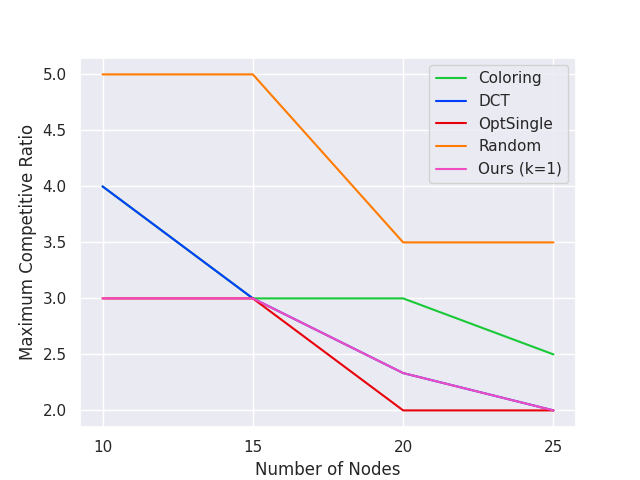 5.0
4.5
4.0
3.5
3.0
2.5
2.0
Maximum Competitive Ratio
10
15
20
25
Number of Nodes
Coloring
DCT
OptSingle
Random
Ours (k=1)